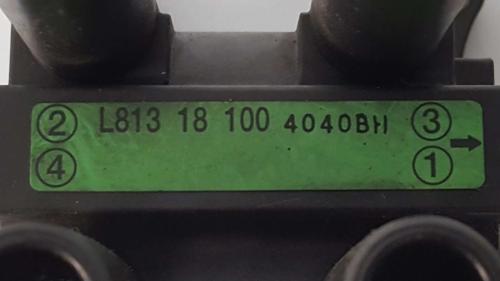 ② L813 18 100 4040BH ③
④ ① →